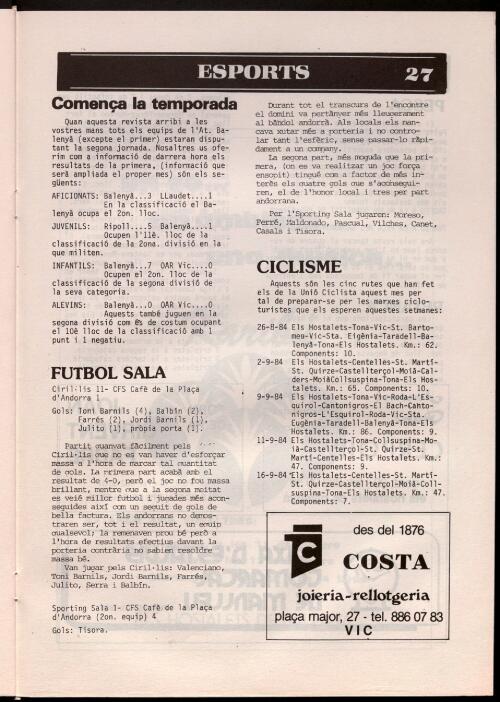 ESPORTS 27
Comença la temporada
Quan aquesta revista arribi a les
vostres mans tots els equips de l'At. Ba-
lenyà (excepte el primer) estaran dispu-
tant la segona jornada. Nosaltres us ofe-
rim com a informació de darrera hora els
resultats de la primera, (informació que
serà ampliada el proper mes) són els se-
güents:
AFICIONATS: Balenyà...3 LLaudet....1
En la classificació el Ba-
lenyà ocupa el 2on. lloc.
JUVENILS: Ripoll....5 Balenyà....1
Ocupen l'11è. lloc de la
classificació de la 2ona. divisió en la
que militen.
INFANTILS: Balenyà...7 OAR Vic....0
Ocupen el 2on. lloc de la
classificació de la segona divisió de
la seva categoria.
ALEVINS: Balenyà...0 OAR Vic....0
Aquests també juguen en la
segona divisió com és de costum ocupant
el 10è lloc de la classificació amb 1
punt i 1 negatiu.
FUTBOL SALA
Ciril·lis 11- CFS Cafè de la Plaça
d'Andorra 1
Gols: Toni Barnils (4), Balbín (2),
Farrés (2), Jordi Barnils (1),
Julito (1), pròpia porta (1).
Partit guanyat fàcilment pels
Ciril·lis que no es van haver d'esforçar
massa a l'hora de marcar tal quantitat
de gols. La primera part acabà amb el
resultat de 4-0, però el joc no fou massa
brillant, mentre que a la segona meitat
es veié millor futbol i jugades més acon-
seguides així com un seguit de gols de
bella factura. Els andorrans no demos-
traren ser, tot i el resultat, un equip
qualsevol; la remenaven prou bé però a
l'hora de resultats efectius davant la
porteria contrària no sabien resoldre
massa bé.
Van jugar pels Ciril·lis: Valenciano,
Toni Barnils, Jordi Barnils, Farrés,
Julito, Serra i Balbín.
Sporting Sala 1- CFS Cafè de la Plaça
d'Andorra (2on. equip) 4
Gols: Tisora.
Durant tot el transcurs de l'encontre
el domini va pertànyer més lleugerament
al bàndol andorrà. Als locals els man-
cava xutar més a porteria i no contro-
lar tant l'esfèric, sense passar-lo ràpi-
dament a un company.
La segona part, més moguda que la pri-
mera, (on es va realitzar un joc força
ensopit) tingué com a factor de més in-
terès els quatre gols que s'aconsegui-
ren, el de l'honor local i tres per part
andorrana.
Per l'Sporting Sala jugaren: Moreso,
Ferré, Maldonado, Pascual, Vilches, Canet,
Casals i Tisora.
CICLISME
Aquests són les cinc rutes que han fet
els de la Unió Ciclista aquest mes per
tal de preparar-se per les marxes ciclo-
turistes que els esperen aquestes setmanes:
26-8-84 Els Hostalets-Tona-Vic-St. Barto-
meu-Vic-Sta. Eigènia-Taradell-Ba-
lenyà-Tona-Els Hostalets. Km.: 62.
Components: 10.
2-9-84 Els Hostalets-Centelles-St. Martí-
St. Quirze-Castellterçol-Moià-Cal-
ders-MoiàCollsuspina-Tona-Els Hos-
talets. Km.: 65. Components: 10.
9-9-84 Els Hostalets-Tona-Vic-Roda-L'Es-
quirol-Cantonigros-El Bach-Canto-
nigros-L'Esquirol-Roda-Vic-Sta.
Eugènia-Taradell-Balenyà-Tona-Els
Hostalets. Km.: 86. Components: 9.
11-9-84 Els Hostalets-Tona-Collsuspina-Mo-
ià-Castellterçol-St. Quirze-St.
Martí-Centelles-Els Hostalets. Km.:
47. Components: 9.
16-9-84 Els Hostalets-Centelles-St. Martí-
St. Quirze-Castellterçol-Moià-Coll-
suspina-Tona-Els Hostalets. Km.: 47.
Components: 7.
des del 1876
C COSTA
joieria-rellotgeria
plaça major, 27 - tel. 886 07 83
VIC